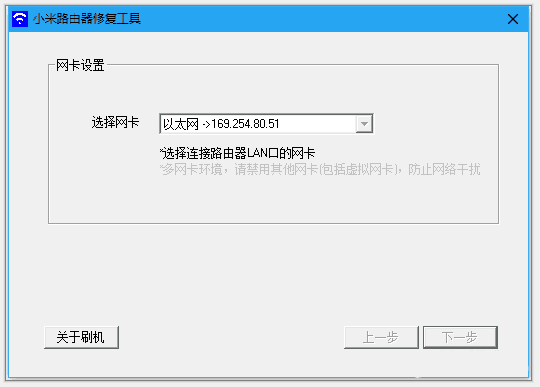 小米路由器修复工具
网卡设置
选择网卡
以太网 ->169.254.80.51
*选择连接路由器LAN口的网卡
*多网卡环境，请禁用其他网卡(包括虚拟网卡)，防止网络干扰
关于刷机
上一步
下一步